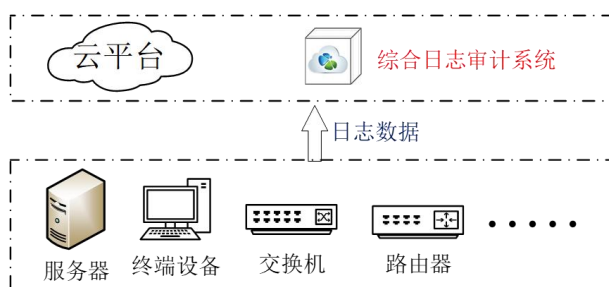 云平台
综合日志审计系统
日志数据
服务器
终端设备
交换机
路由器